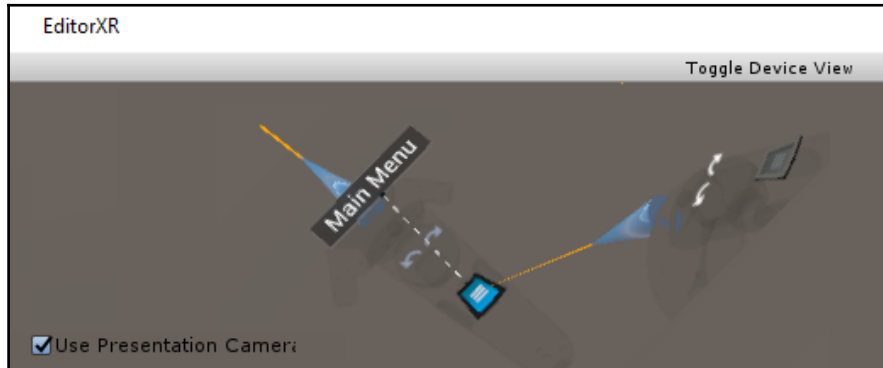 EditorXR
Toggle Device View
Main Menu
Use Presentation Camera